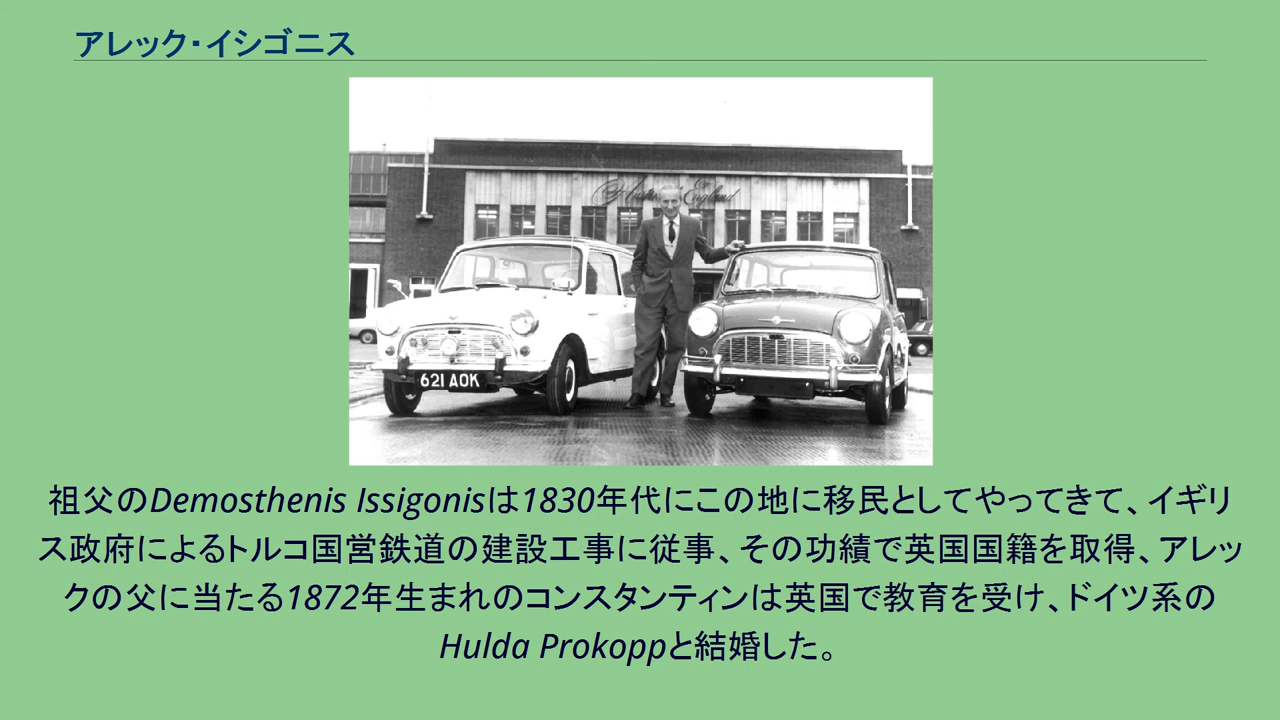 アレック・イシゴニス
Austin of England
621 AOK
祖父のDemosthenis Issigonisは1830年代にこの地に移民としてやってきて、イギリ
ス政府によるトルコ国営鉄道の建設工事に従事、その功績で英国国籍を取得、アレッ
クの父に当たる1872年生まれのコンスタンティンは英国で教育を受け、ドイツ系の
Hulda Prokoppと結婚した。